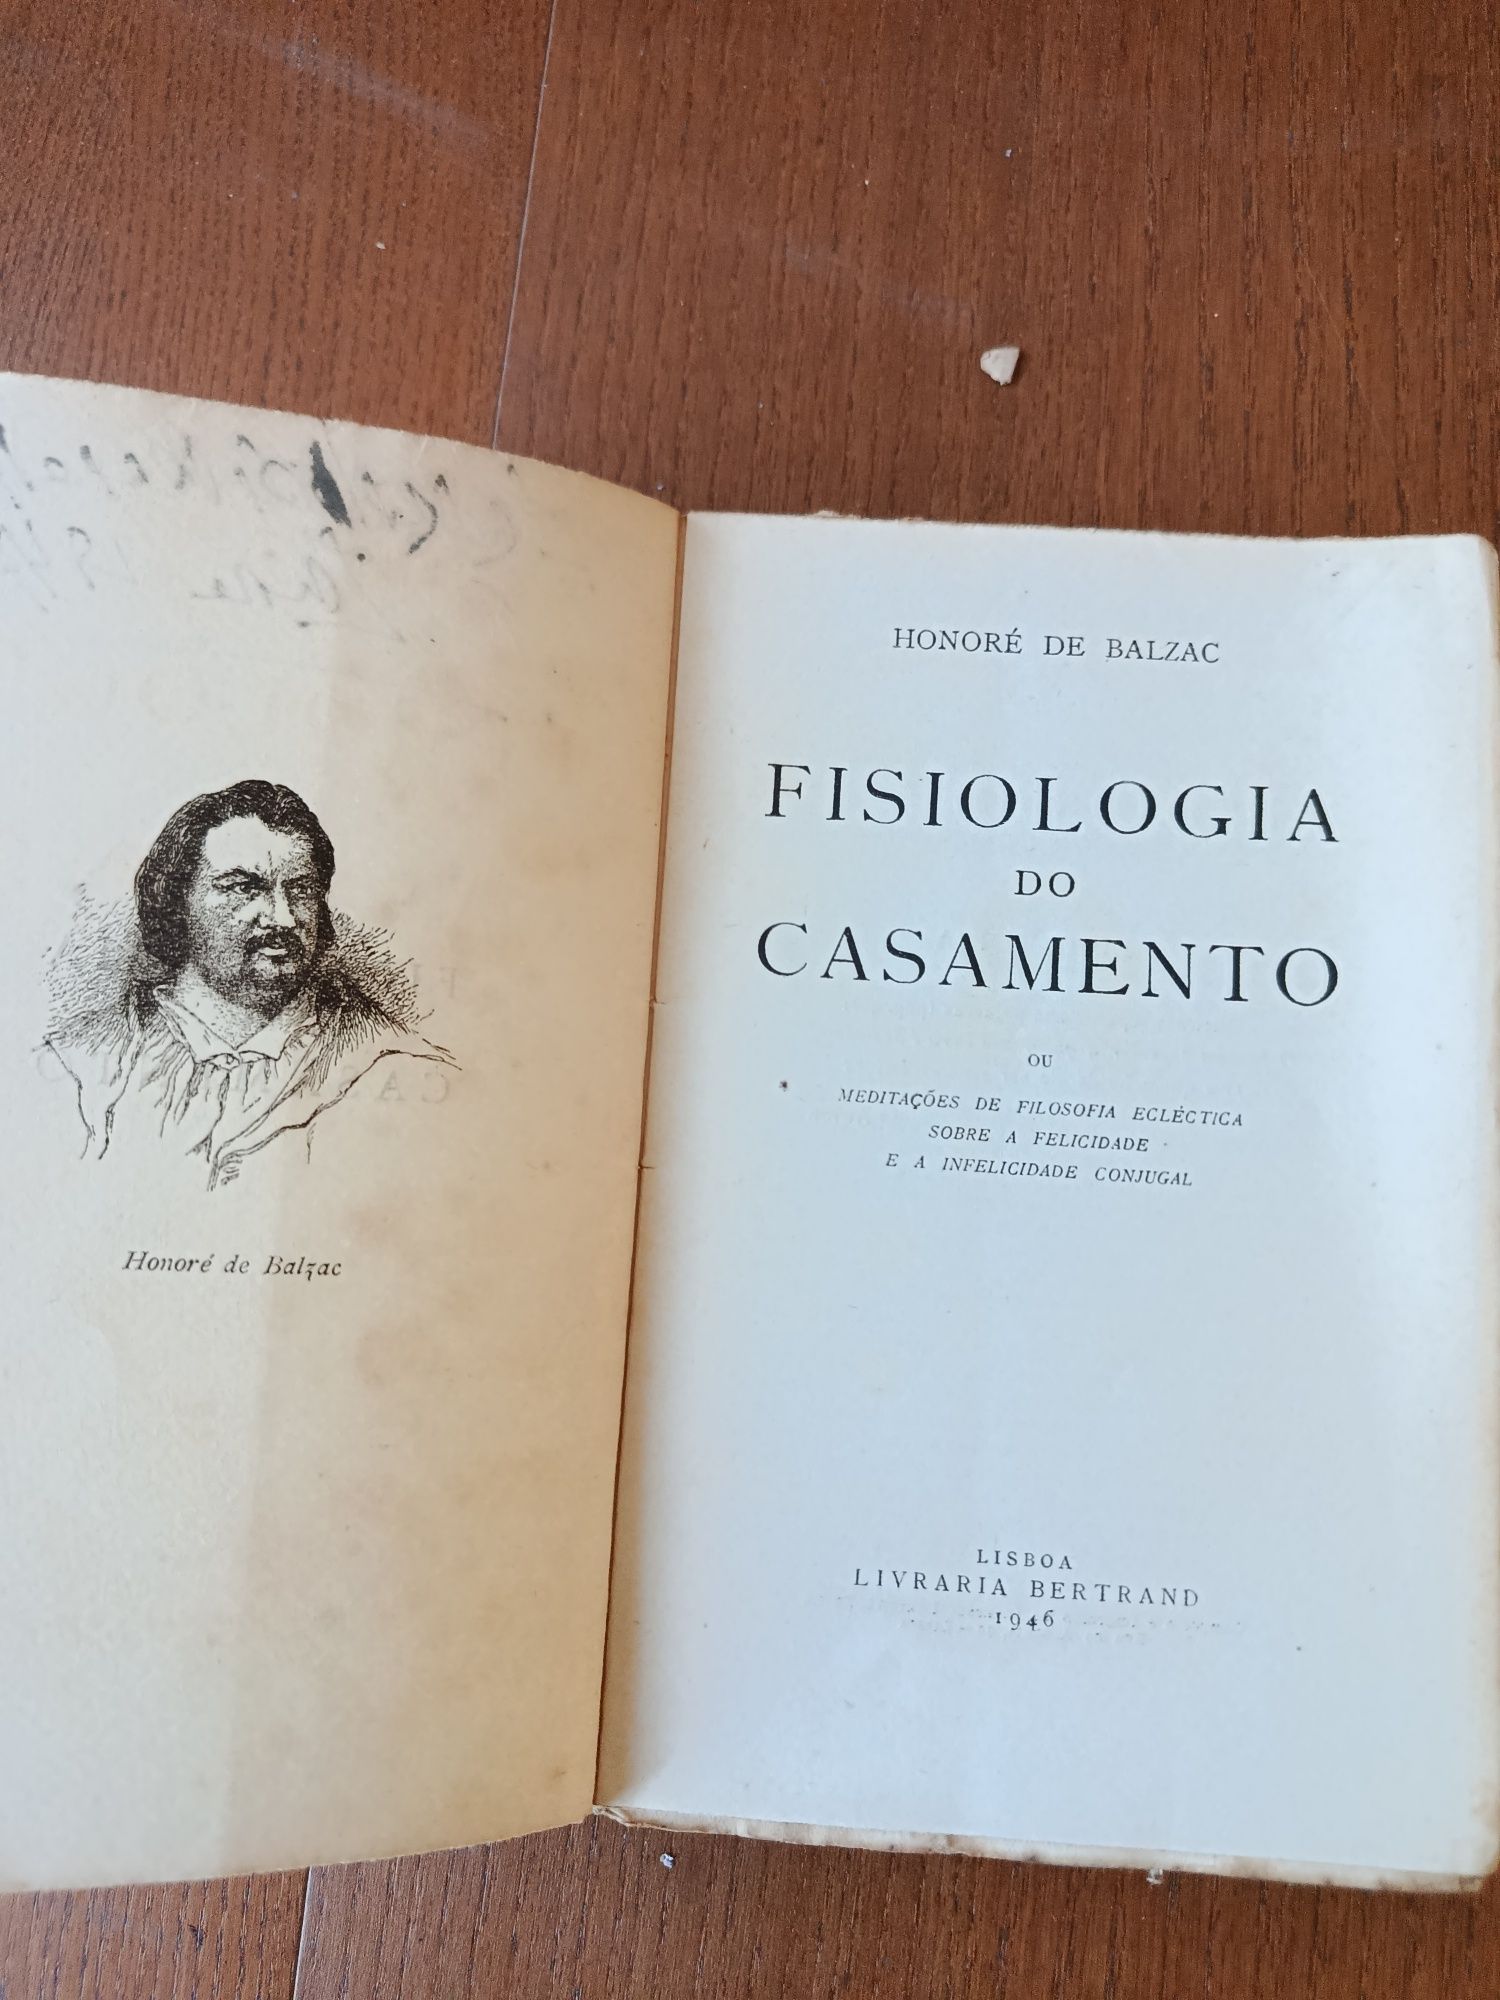 Honoré de Balzac
HONORÉ DE BALZAC
FISIOLOGIA
DO
CASAMENTO
OU
MEDITAÇÕES DE FILOSOFIA ECLÉCTICA
SOBRE A FELICIDADE
E A INFELICIDADE CONJUGAL
LISBOA
LIVRARIA BERTRAND
1946